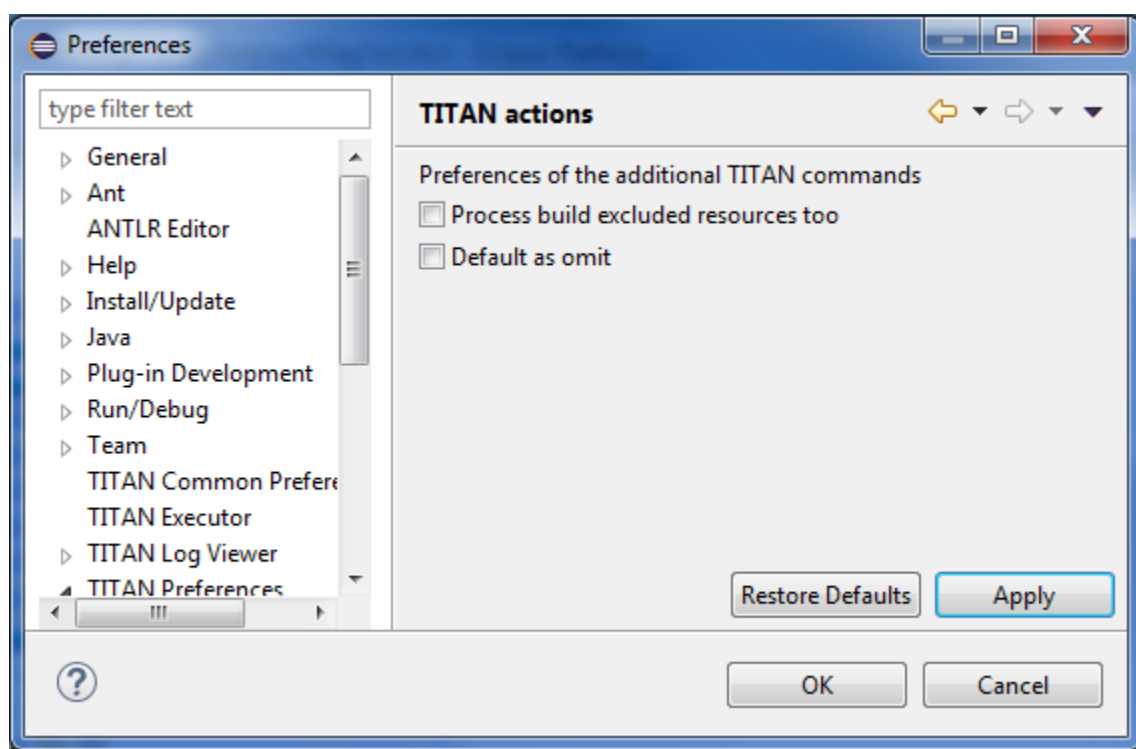 Preferences
type filter text
General
Ant
ANTLR Editor
Help
Install/Update
Java
Plug-in Development
Run/Debug
Team
TITAN Common Prefere
TITAN Executor
TITAN Log Viewer
TITAN Preferences
TITAN actions
Preferences of the additional TITAN commands
Process build excluded resources too
Default as omit
Restore Defaults
Apply
?
OK
Cancel